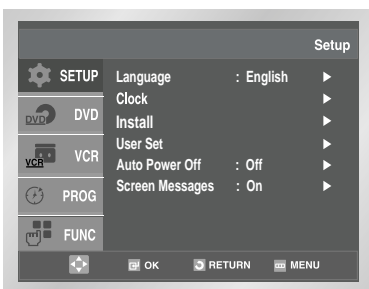 Setup
SETUP
DVD DVD
VCR VCR
PROG
FUNC
Language : English ►
Clock ►
Install ►
User Set ►
Auto Power Off : Off ►
Screen Messages : On ►
OK RETURN MENU